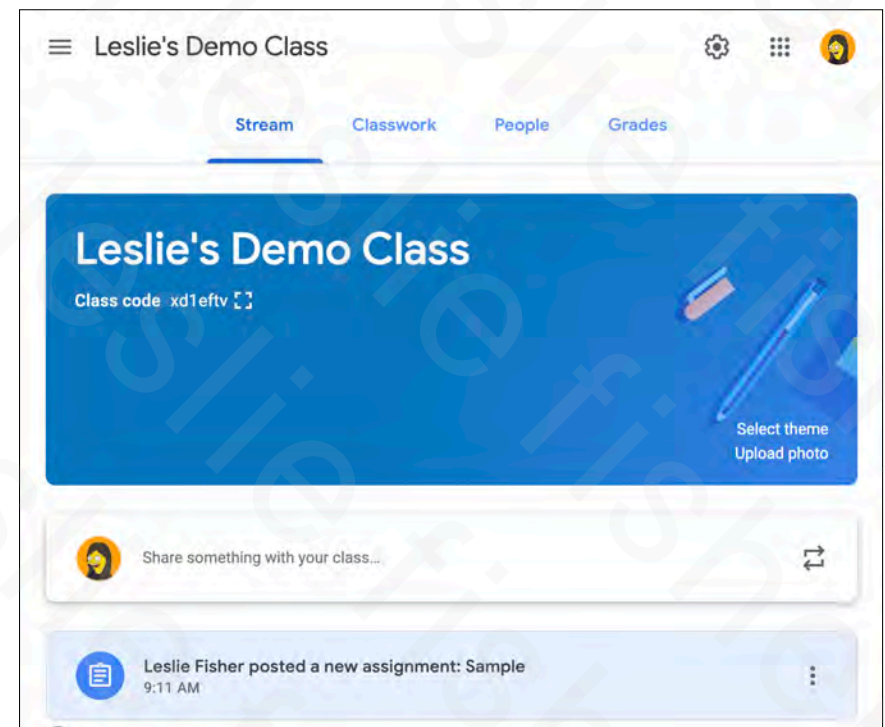 Leslie's Demo Class
Stream Classwork People Grades
Leslie's Demo Class
Class code xd1eftv
Select theme
Upload photo
Share something with your class...
Leslie Fisher posted a new assignment: Sample
9:11 AM